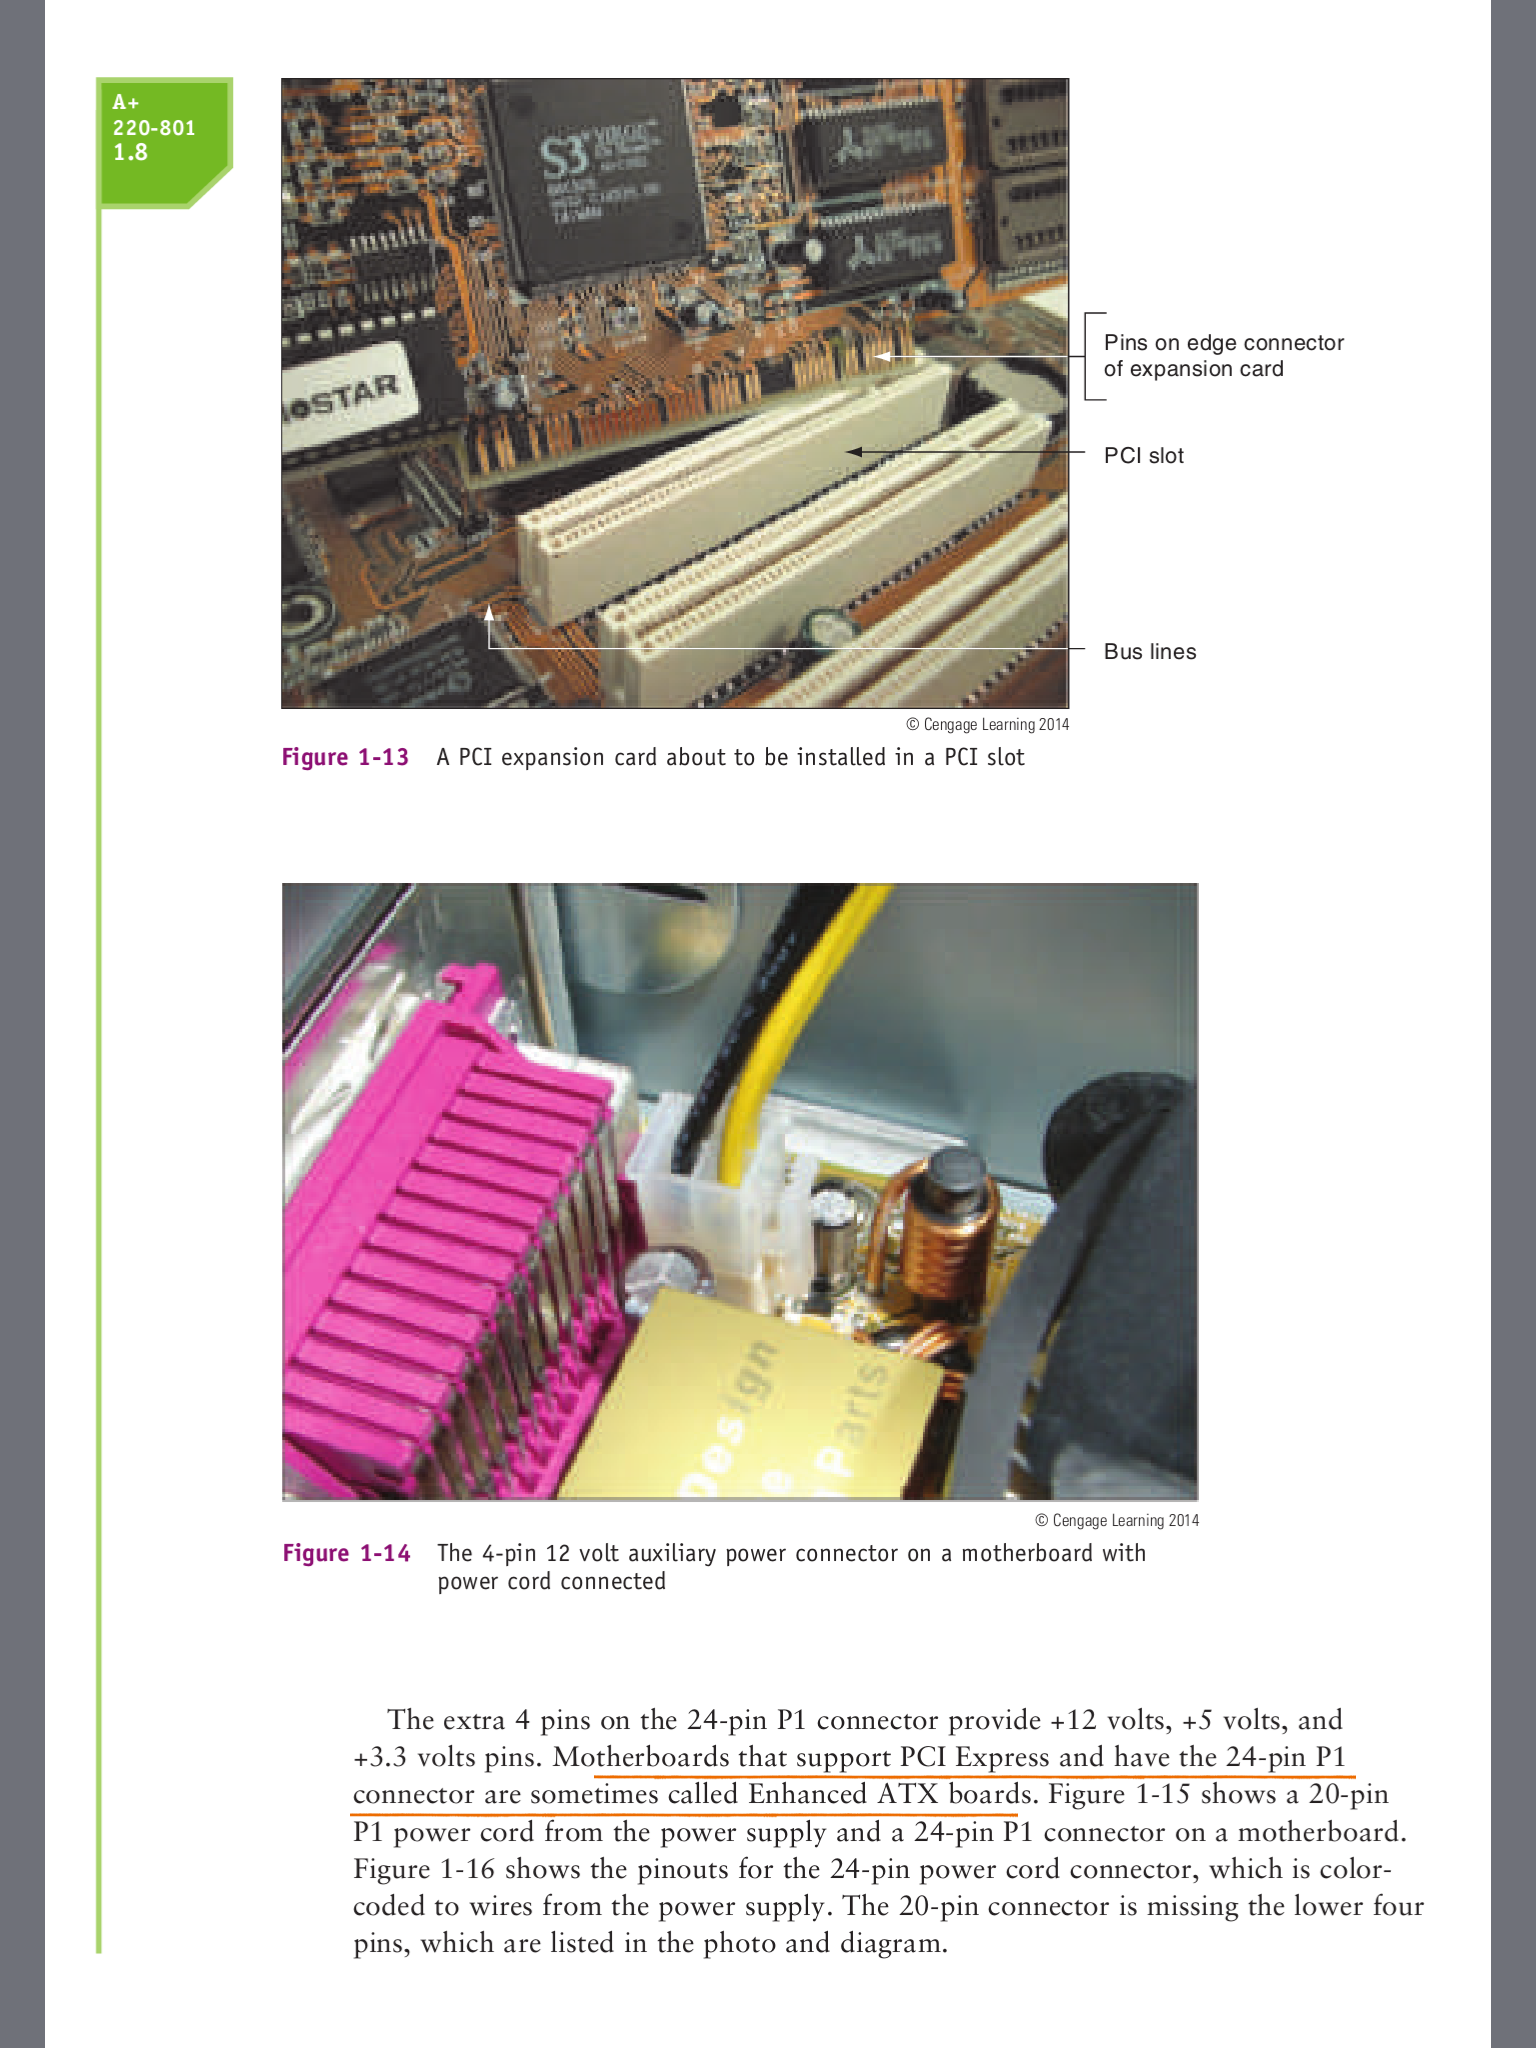 A+
220-801
1.8
S3
TAIWAN
OSTAR
Pins on edge connector
of expansion card
PCI slot
Bus lines
© Cengage Learning 2014
Figure 1-13 A PCI expansion card about to be installed in a PCI slot
Design
e
Parts
© Cengage Learning 2014
Figure 1-14 The 4-pin 12 volt auxiliary power connector on a motherboard with
power cord connected
The extra 4 pins on the 24-pin P1 connector provide +12 volts, +5 volts, and
+3.3 volts pins. Motherboards that support PCI Express and have the 24-pin P1
connector are sometimes called Enhanced ATX boards. Figure 1-15 shows a 20-pin
P1 power cord from the power supply and a 24-pin P1 connector on a motherboard.
Figure 1-16 shows the pinouts for the 24-pin power cord connector, which is color-
coded to wires from the power supply. The 20-pin connector is missing the lower four
pins, which are listed in the photo and diagram.